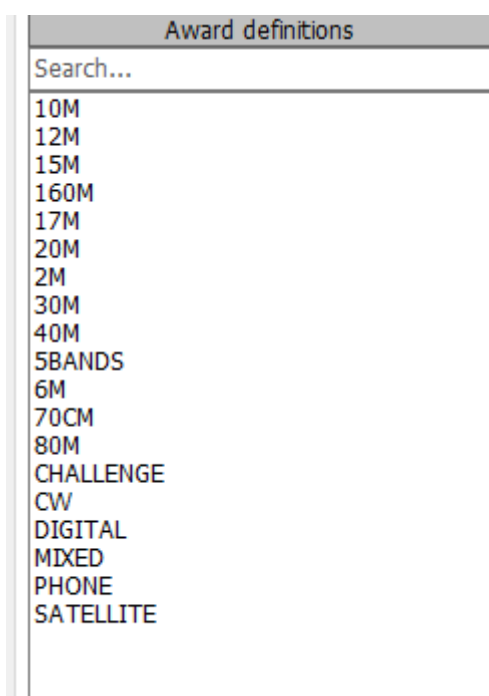 Award definitions
Search...
10M
12M
15M
160M
17M
20M
2M
30M
40M
5BANDS
6M
70CM
80M
CHALLENGE
CW
DIGITAL
MIXED
PHONE
SATELLITE